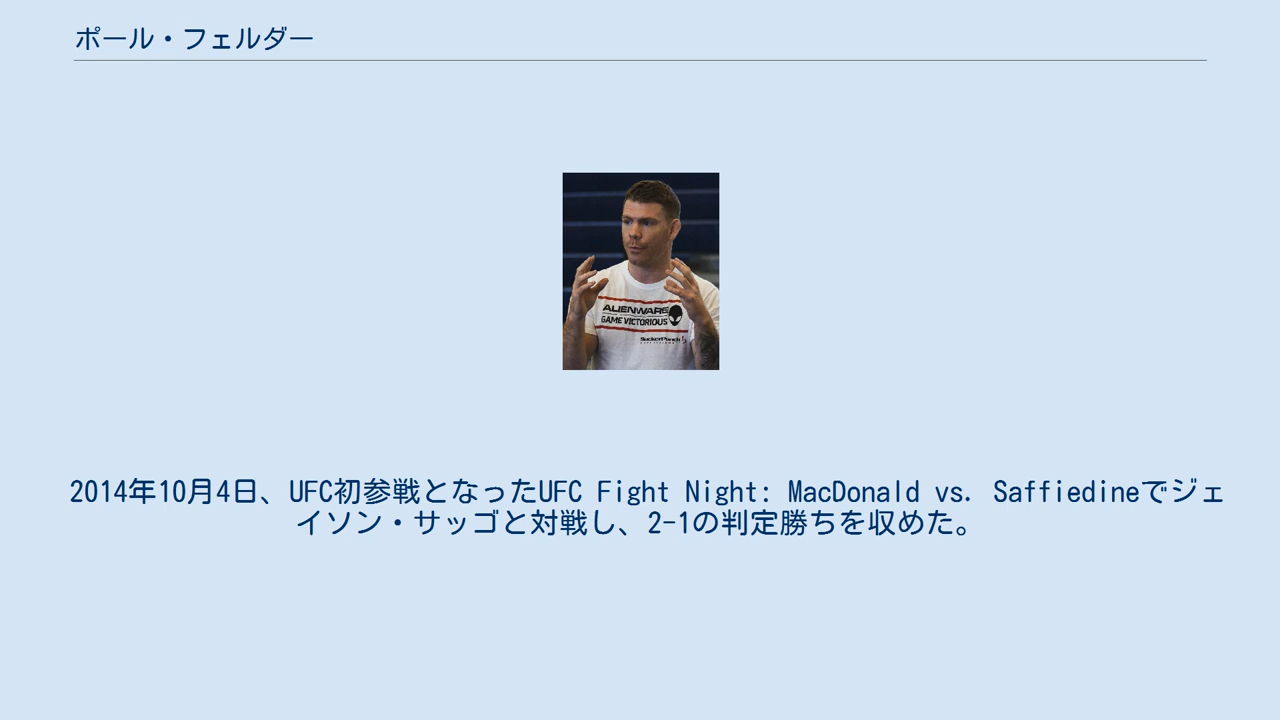 ポール・フェルダー
ALIENWARE
GAME VICTORIOUS
SuckerPunch
2014年10月4日、UFC初参戦となったUFC Fight Night: MacDonald vs. Saffiedineでジェ
イソン・サッゴと対戦し、2-1の判定勝ちを収めた。